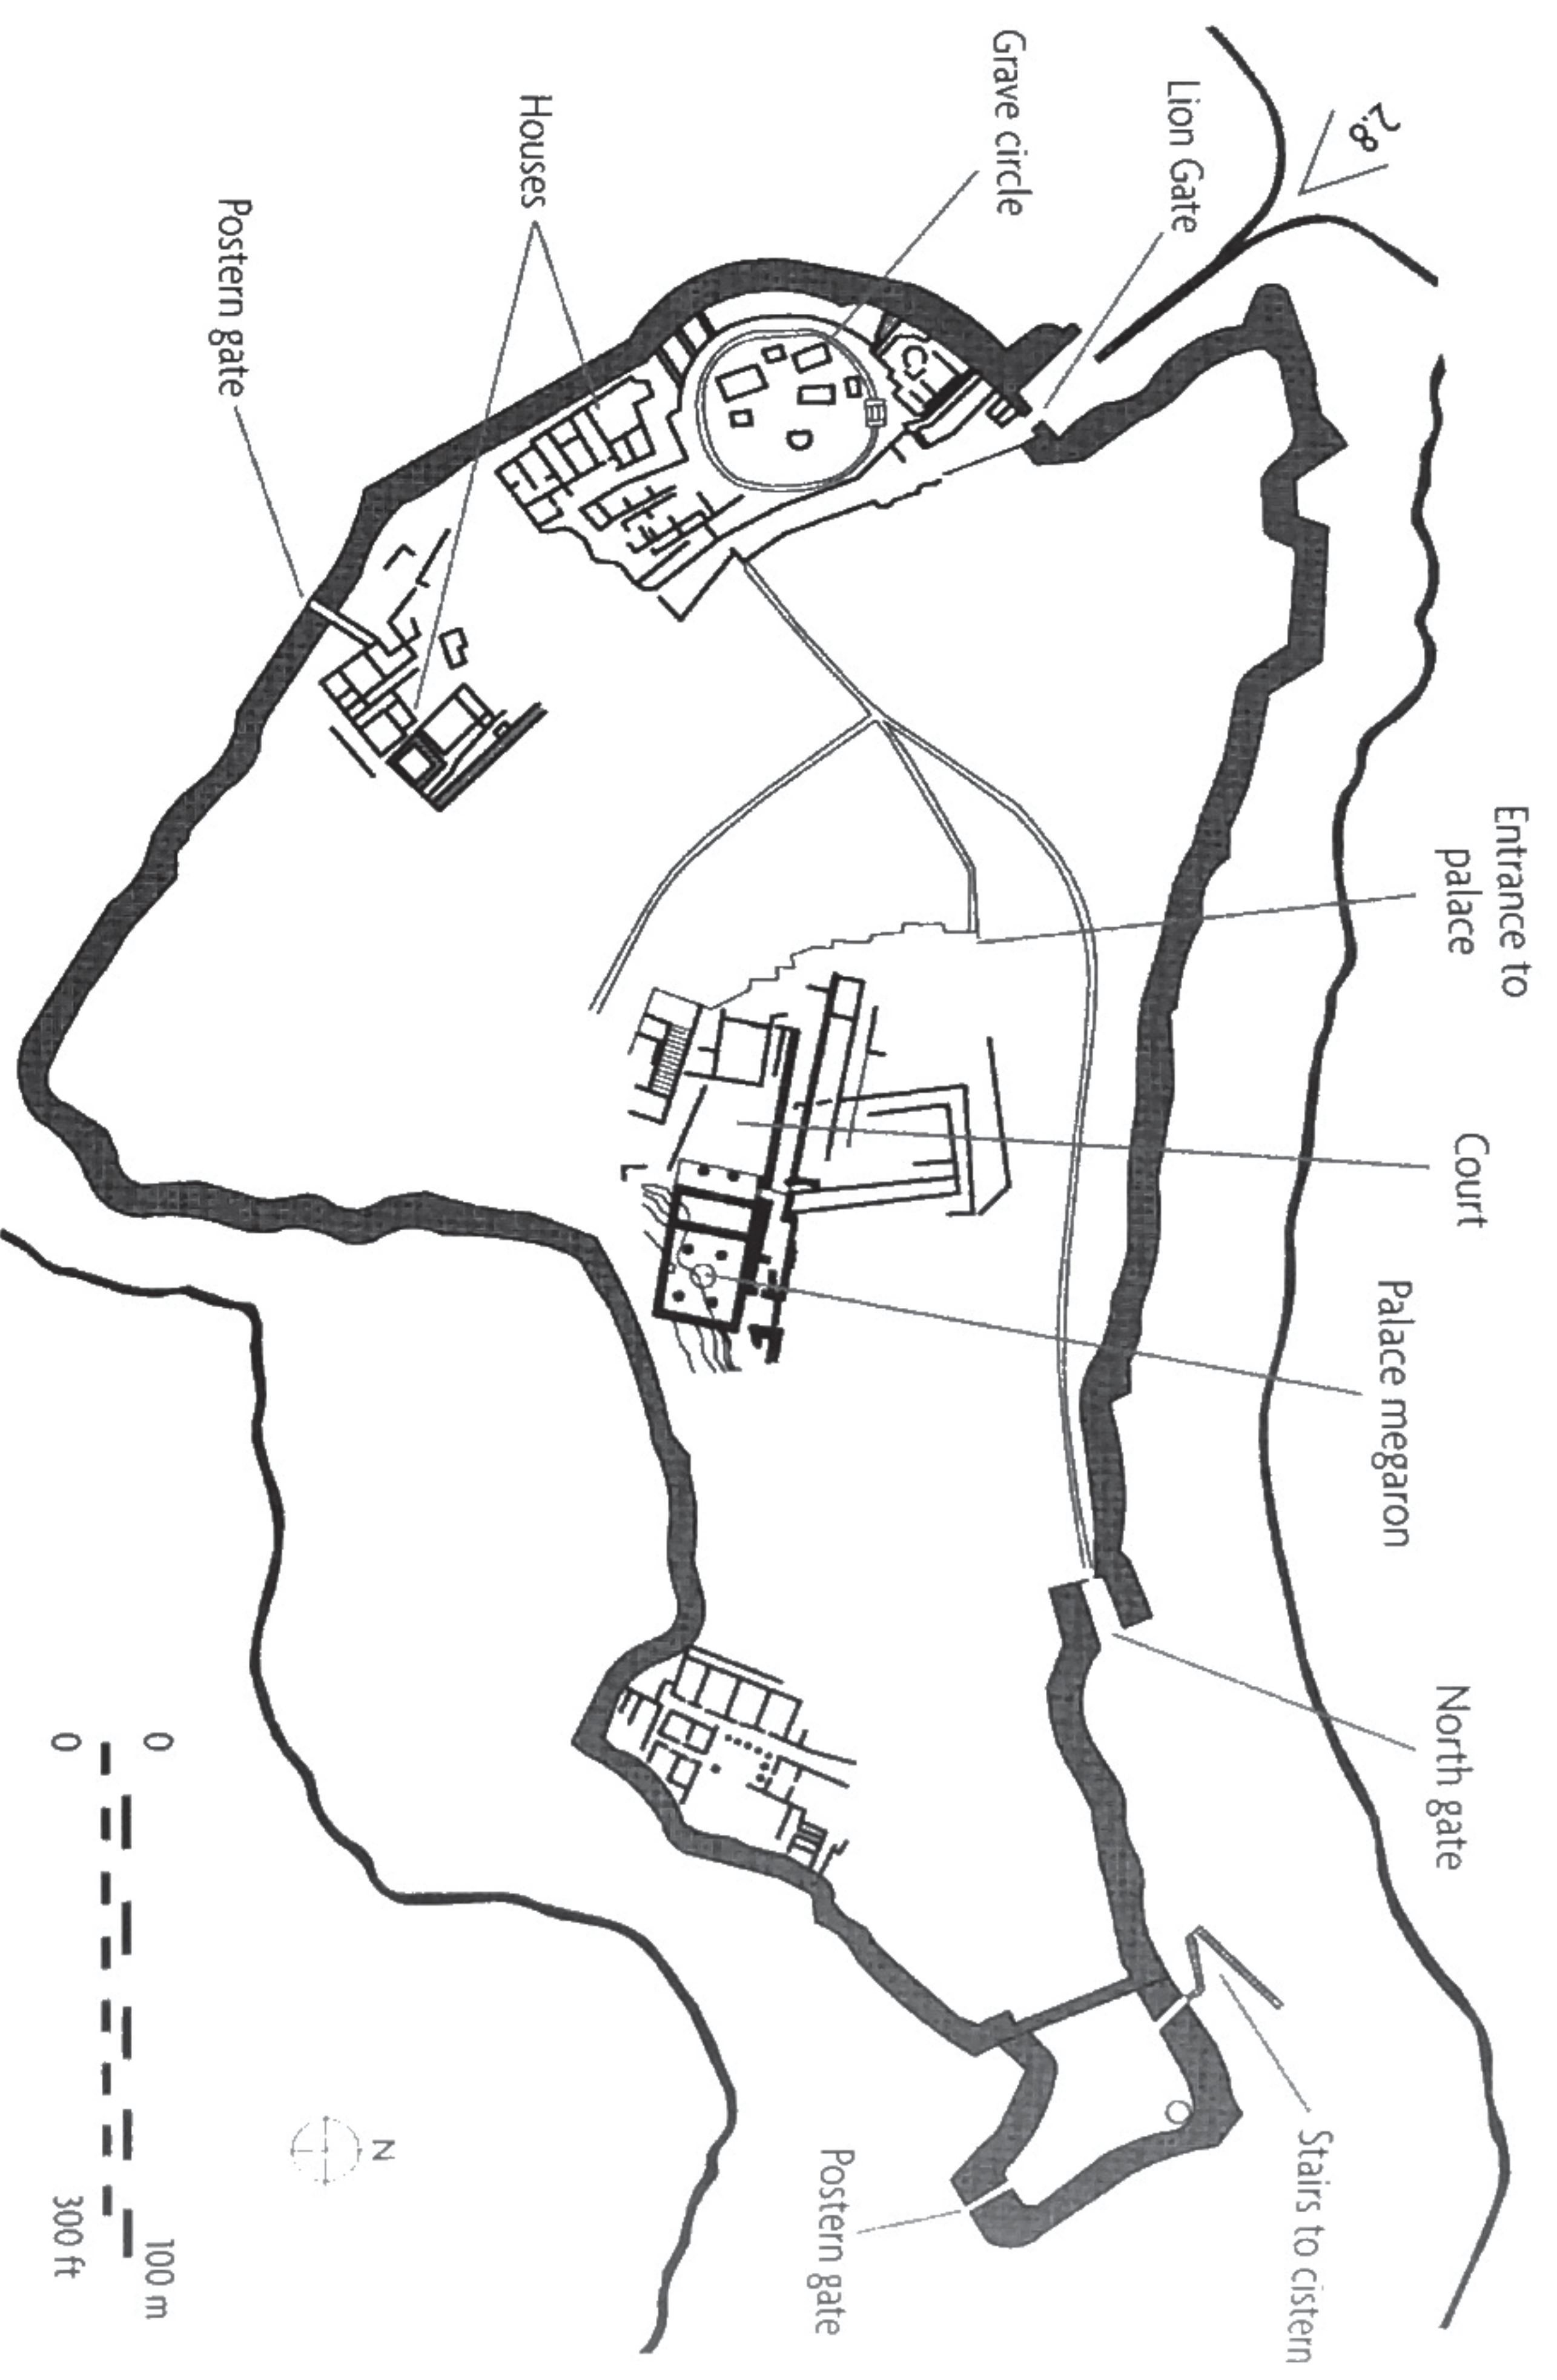 2.8
Lion Gate
Grave circle
Houses
Postern gate
Entrance to
palace
Court
Palace megaron
North gate
Stairs to cistern
Postern gate
N
0 100 m
0 300 ft